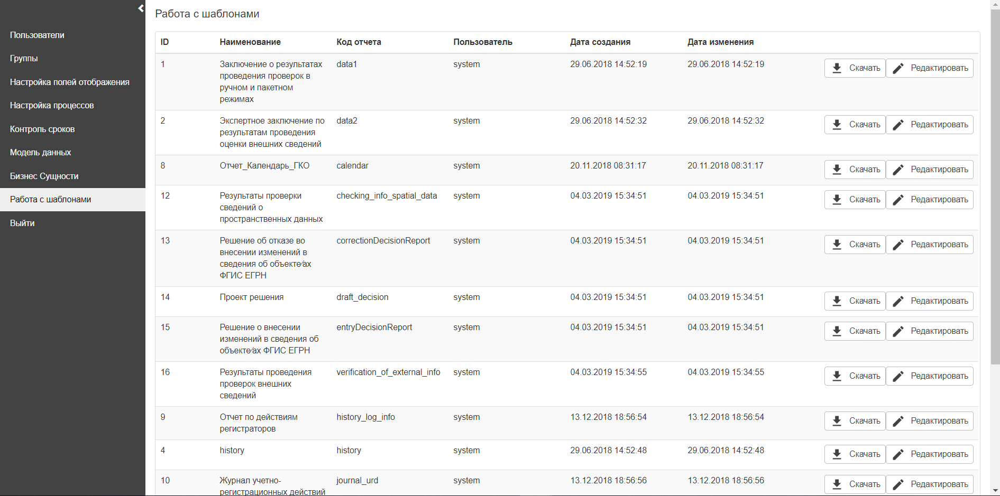 Пользователи
Группы
Настройка полей отображения
Настройка процессов
Контроль сроков
Модель данных
Бизнес Сущности
Работа с шаблонами
Выйти
Работа с шаблонами
ID Наименование Код отчета Пользователь Дата создания Дата изменения
1 Заключение о результатах data1 system 29.06.2018 14:52:19 29.06.2018 14:52:19 Скачать Редактировать
проведения проверок в
ручном и пакетном
режимах
2 Экспертное заключение по data2 system 29.06.2018 14:52:32 29.06.2018 14:52:32 Скачать Редактировать
результатам проведения
оценки внешних сведений
8 Отчет_Календарь_ГКО calendar system 20.11.2018 08:31:17 20.11.2018 08:31:17 Скачать Редактировать
12 Результаты проверки checking_info_spatial_data system 04.03.2019 15:34:51 04.03.2019 15:34:51 Скачать Редактировать
сведений о
пространственных данных
13 Решение об отказе во correctionDecisionReport system 04.03.2019 15:34:51 04.03.2019 15:34:51 Скачать Редактировать
внесении изменений в
сведения об объекте⁄ах
ФГИС ЕГРН
14 Проект решения draft_decision system 04.03.2019 15:34:51 04.03.2019 15:34:51 Скачать Редактировать
15 Решение о внесении entryDecisionReport system 04.03.2019 15:34:51 04.03.2019 15:34:51 Скачать Редактировать
изменений в сведения об
объекте⁄ах ФГИС ЕГРН
16 Результаты проведения verification_of_external_info system 04.03.2019 15:34:55 04.03.2019 15:34:55 Скачать Редактировать
проверок внешних
сведений
9 Отчет по действиям history_log_info system 13.12.2018 18:56:54 13.12.2018 18:56:54 Скачать Редактировать
регистраторов
4 history history system 29.06.2018 14:52:48 29.06.2018 14:52:48 Скачать Редактировать
10 Журнал учетно- journal_urd system 13.12.2018 18:56:56 13.12.2018 18:56:56 Скачать Редактировать
регистрационных действий